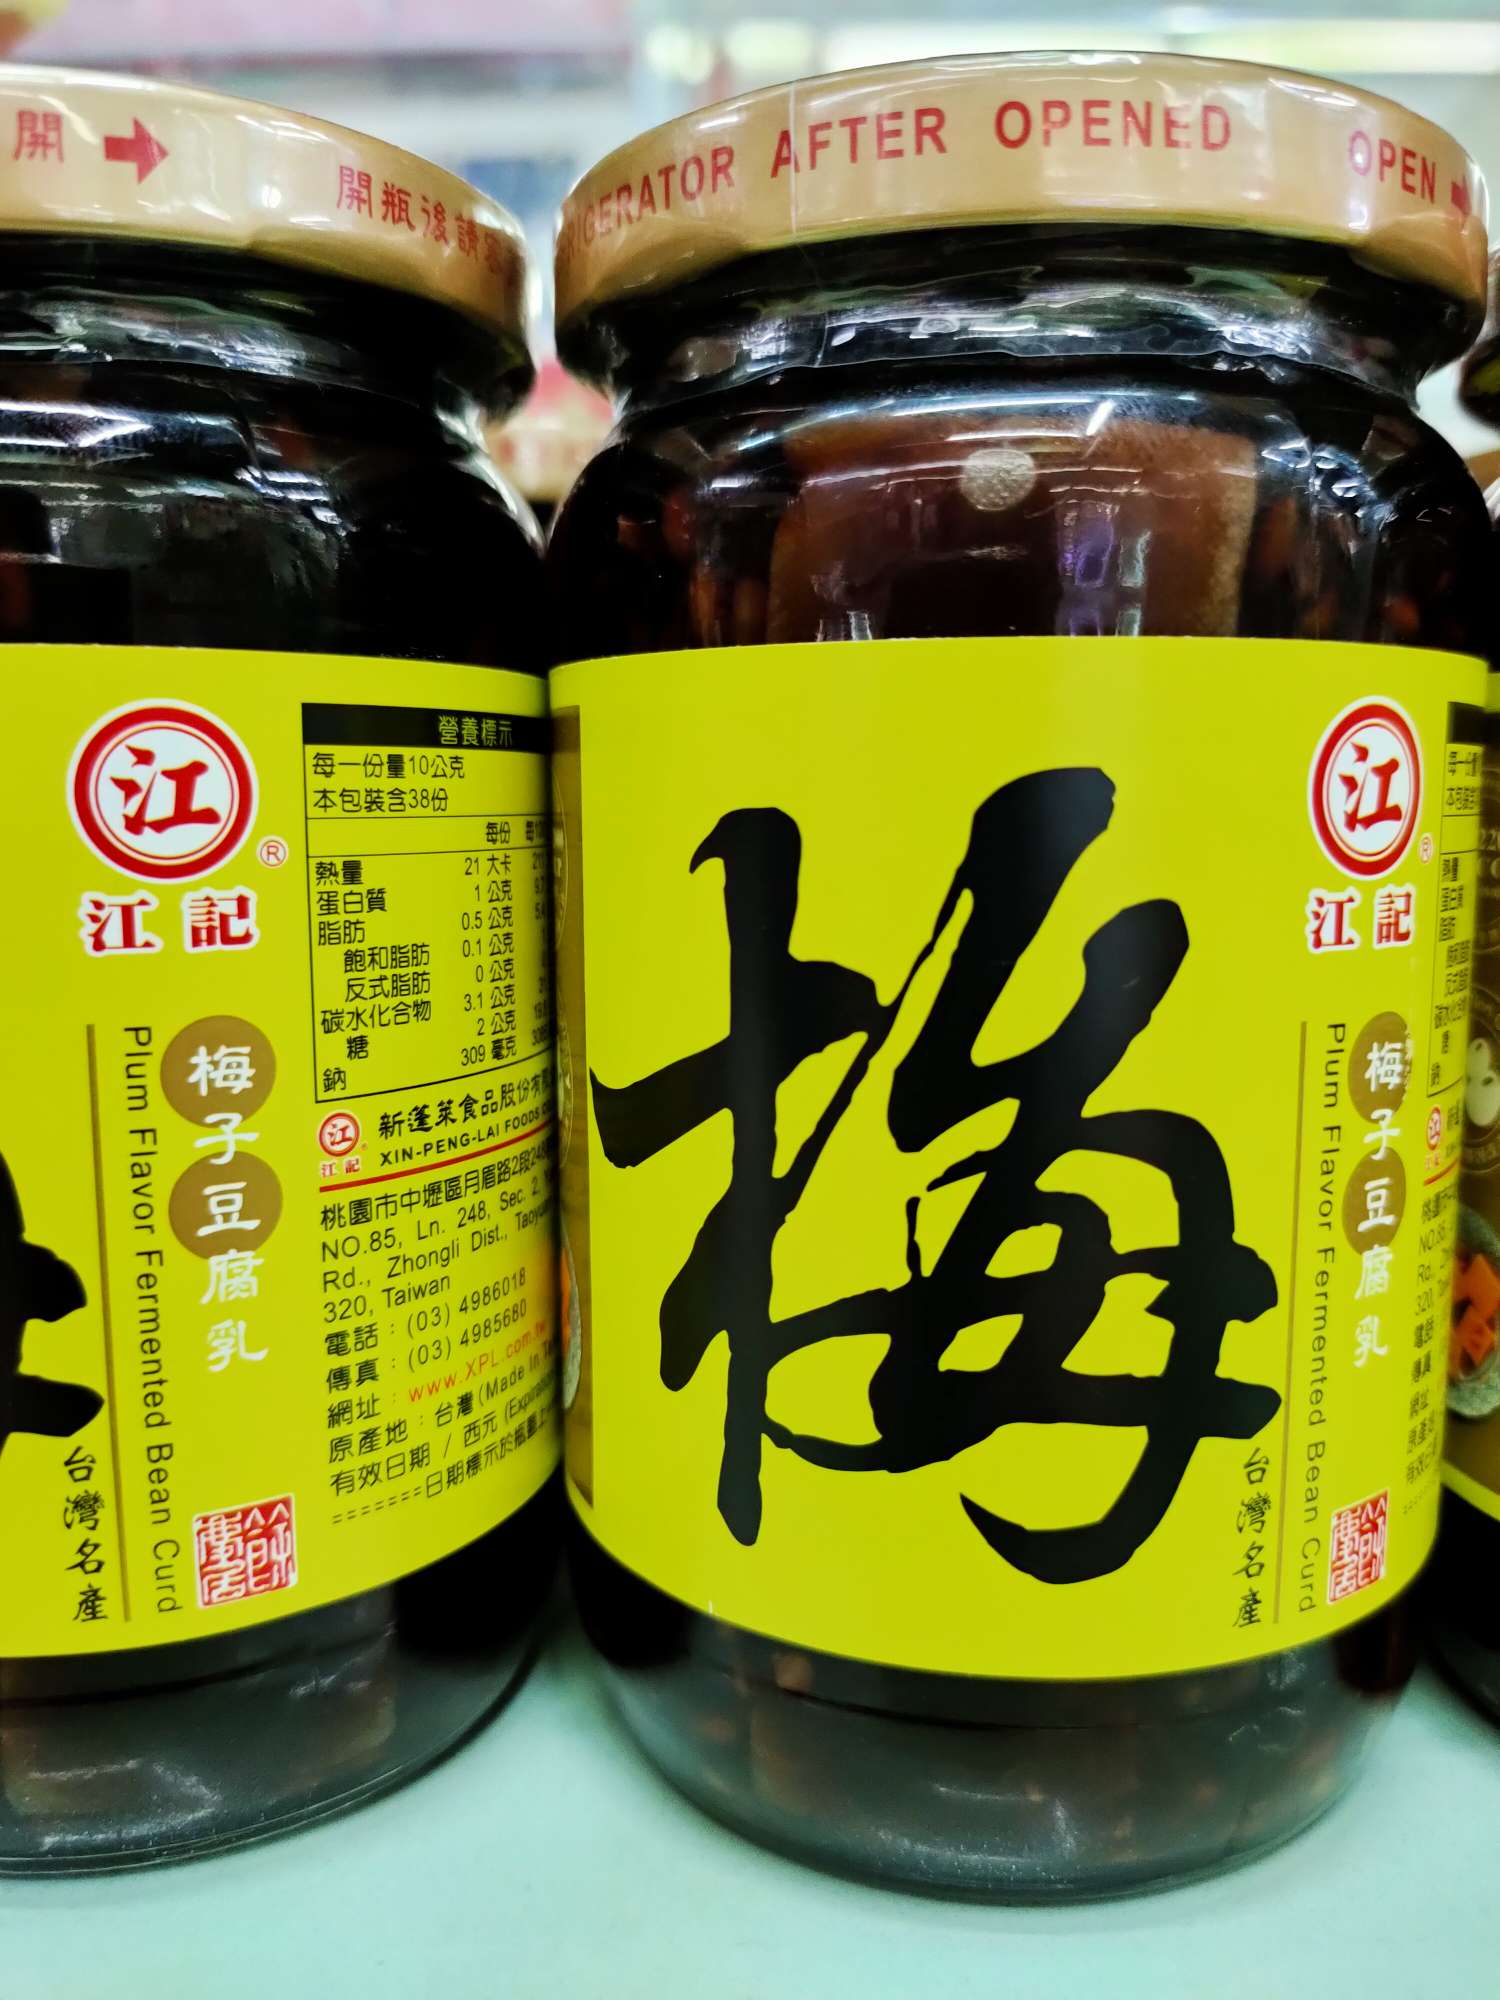 開 →
開瓶後請
江
®
江記
梅子豆腐乳
Plum Flavor Fermented Bean Curd
台灣名產
營養標示
每一份量10公克
本包裝含38份
每份
熱量 21 大卡
蛋白質 1 公克
脂肪 0.5 公克
飽和脂肪 0.1 公克
反式脂肪 0 公克
碳水化合物 3.1 公克
糖 2 公克
鈉 309 毫克
江
江記
新蓬萊食品股份有
XIN-PENG-LAI FOODS
桃園市中壢區月眉路2段248
NO.85, Ln. 248, Sec. 2,
Rd., Zhongli Dist.,
320, Taiwan
電話:(03) 4986018
傳真:(03) 4985680
網址:www.XPL.com.tw
原產地:台灣(Made in
有效日期 / 西元
=======日期標示於瓶蓋上
AFTER OPENED
OPEN →
梅
江
®
江記
梅子豆腐乳
Plum Flavor Fermented Bean Curd
台灣名產